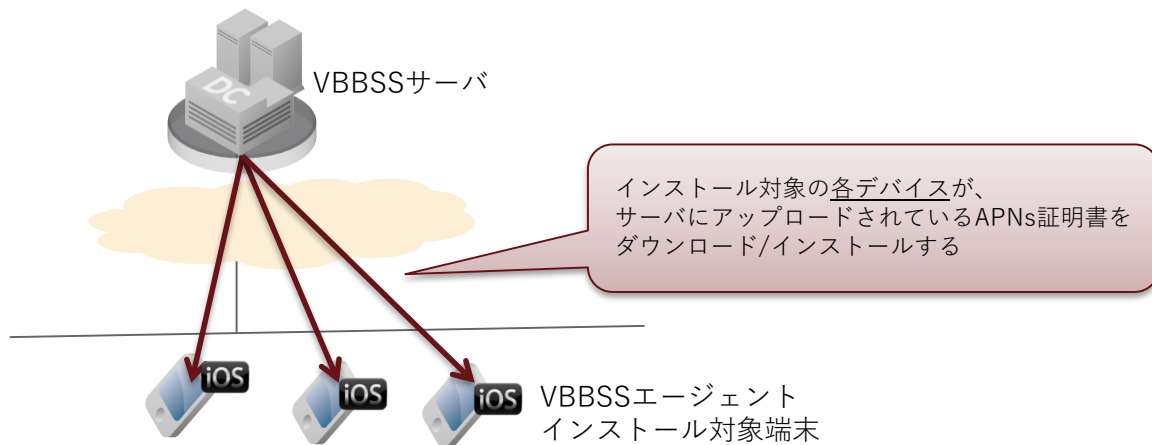 DC
VBBSSサーバ
インストール対象の各デバイスが、
サーバにアップロードされているAPNs証明書を
ダウンロード/インストールする
iOS
iOS
iOS
VBBSSエージェント
インストール対象端末